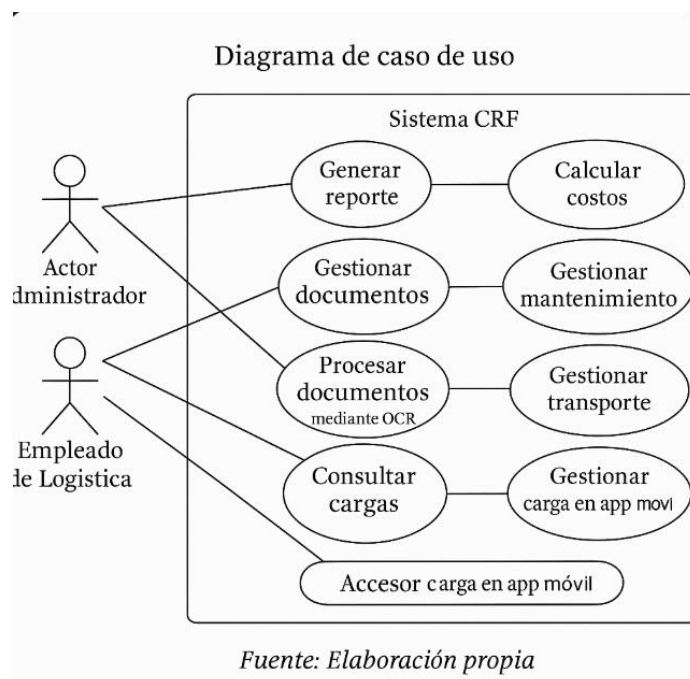 Diagrama de caso de uso
Sistema CRF
Generar
reporte
Calcular
costos
Actor
dministrador
Gestionar
documentos
Gestionar
mantenimiento
Procesar
documentos
mediante OCR
Gestionar
transporte
Empleado
de Logistica
Consultar
cargas
Gestionar
carga en app movl
Accesor carga en app móvil
Fuente: Elaboración propia